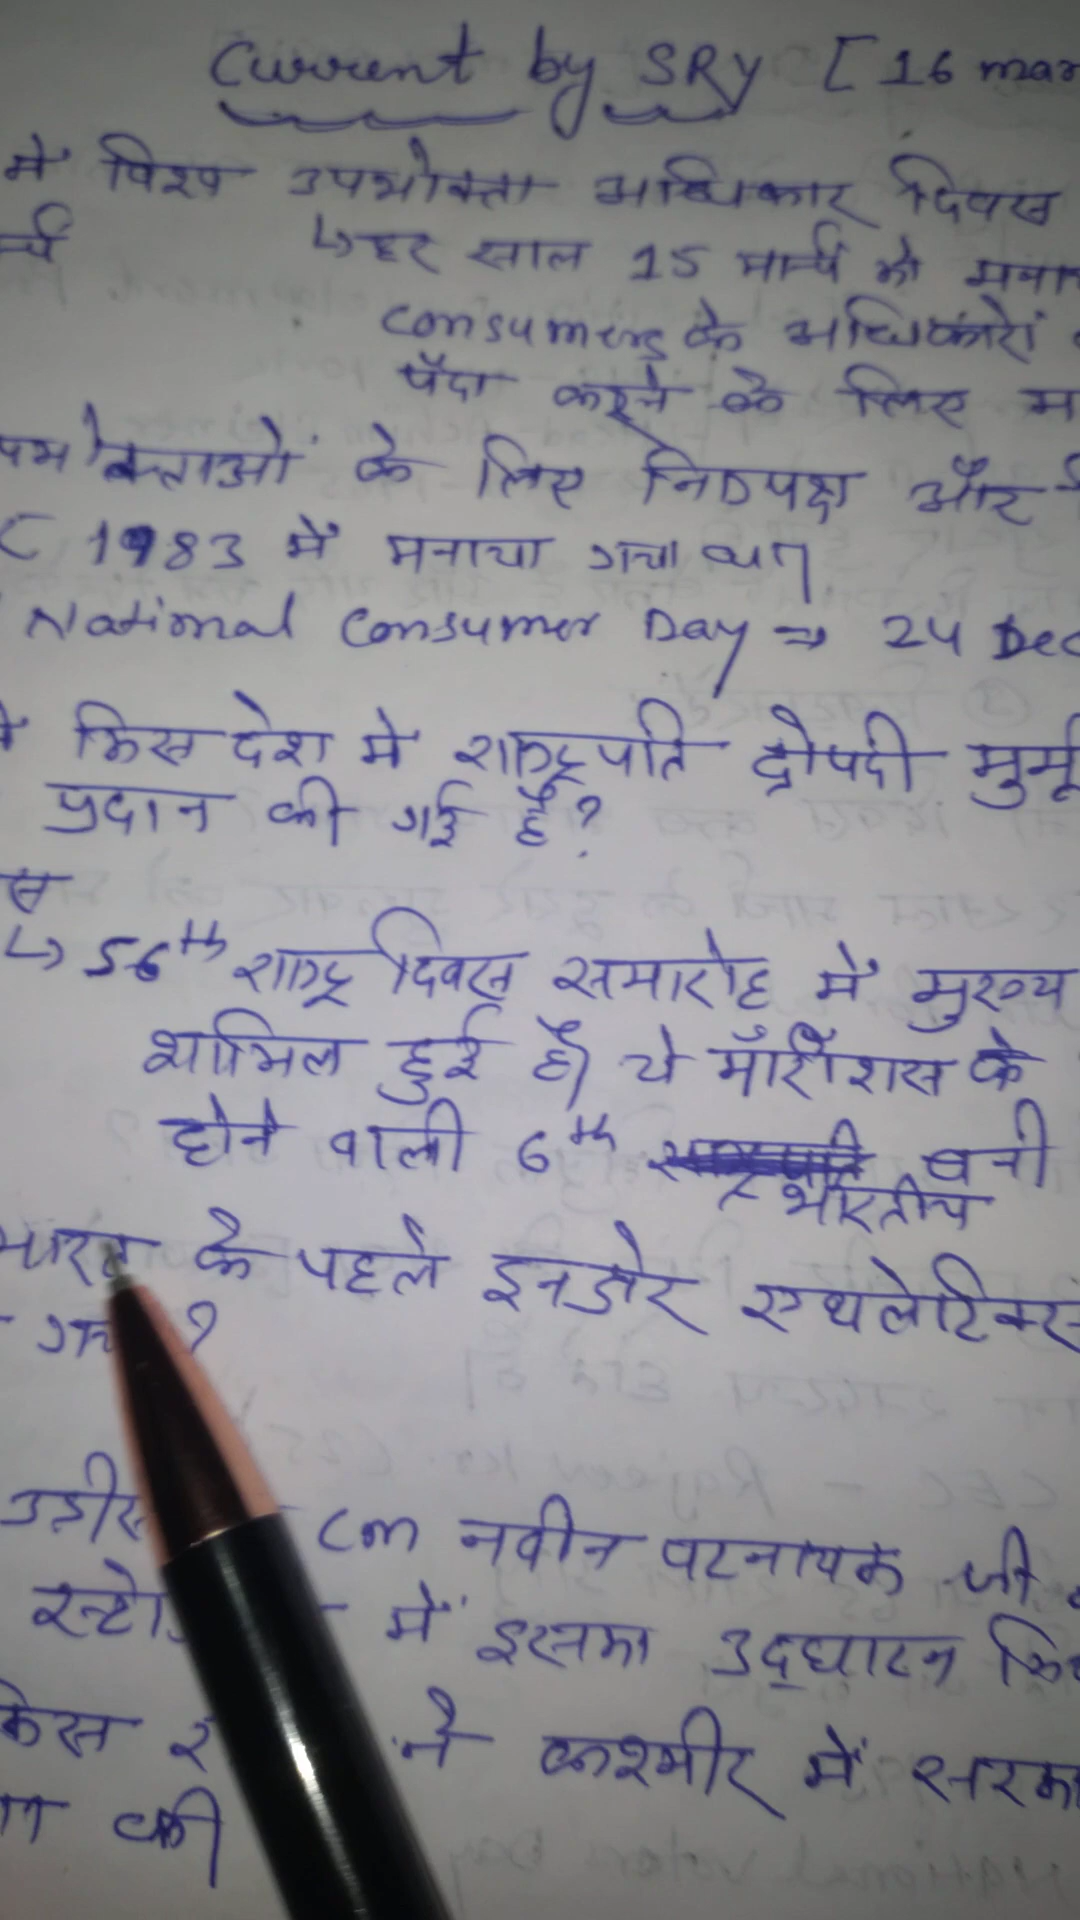 Current by SRY [ 16 mar
में विश्व उपभोक्ता अधिकार दिवस
र्च
↳ हर साल 15 मार्च को मना
consumers के अधिकारों
पैदा करने के लिए म
पभोक्ताओं के लिए निष्पक्ष और
1983 में मनाया गया था
National Consumer Day ⇒ 24 Dec
किस देश में राष्ट्रपति द्रोपदी मुर्मू
प्रदान की गई है?
स
↳ 56th राष्ट्र दिवस समारोह में मुख्य
शामिल हुई है। ये मॉरीशस के
होने वाली 6th बनी
भारतीय
भारत के पहले इनडोर एथलेटिक्स
?
उड़ीस cm नवीन पटनायक जी
में इसका उद्घाटन कि
किस ने कश्मीर में सरका
की